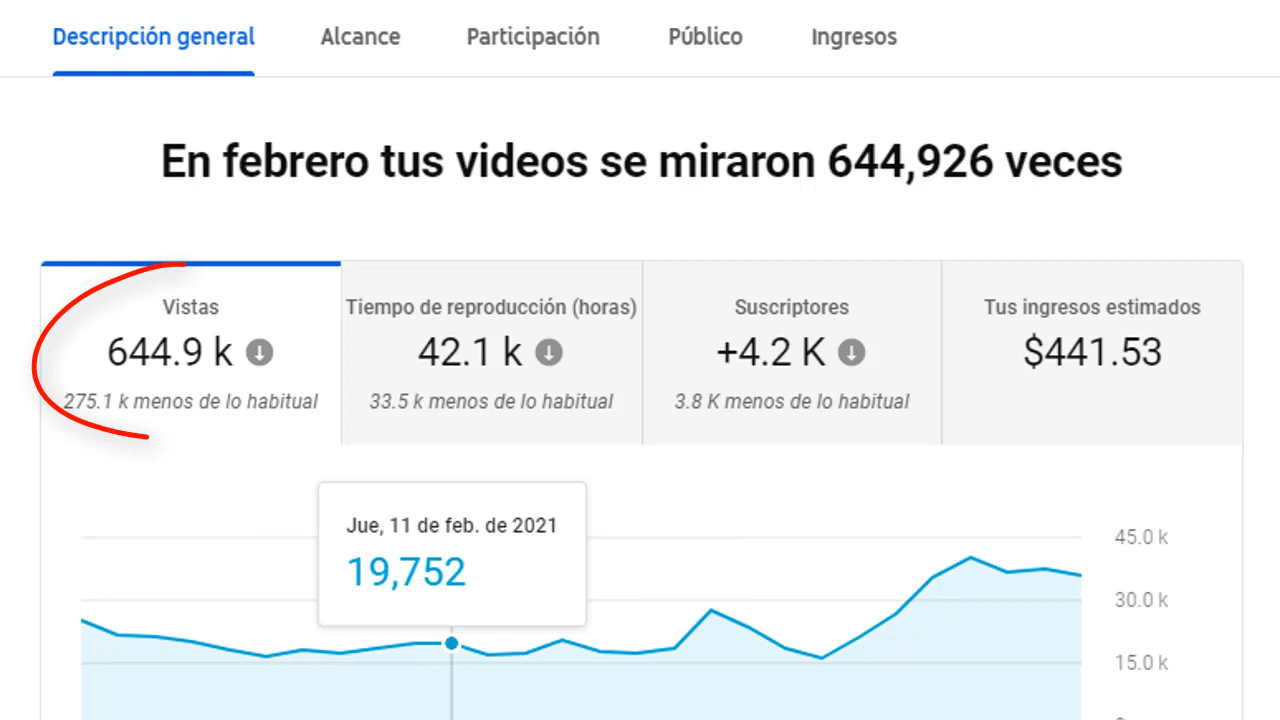 Descripción general Alcance Participación Público Ingresos
En febrero tus videos se miraron 644,926 veces
Vistas Tiempo de reproducción (horas) Suscriptores Tus ingresos estimados
644.9 k 42.1 k +4.2 K $441.53
275.1 k menos de lo habitual 33.5 k menos de lo habitual 3.8 K menos de lo habitual
Jue, 11 de feb. de 2021
19,752
45.0 k
30.0 k
15.0 k